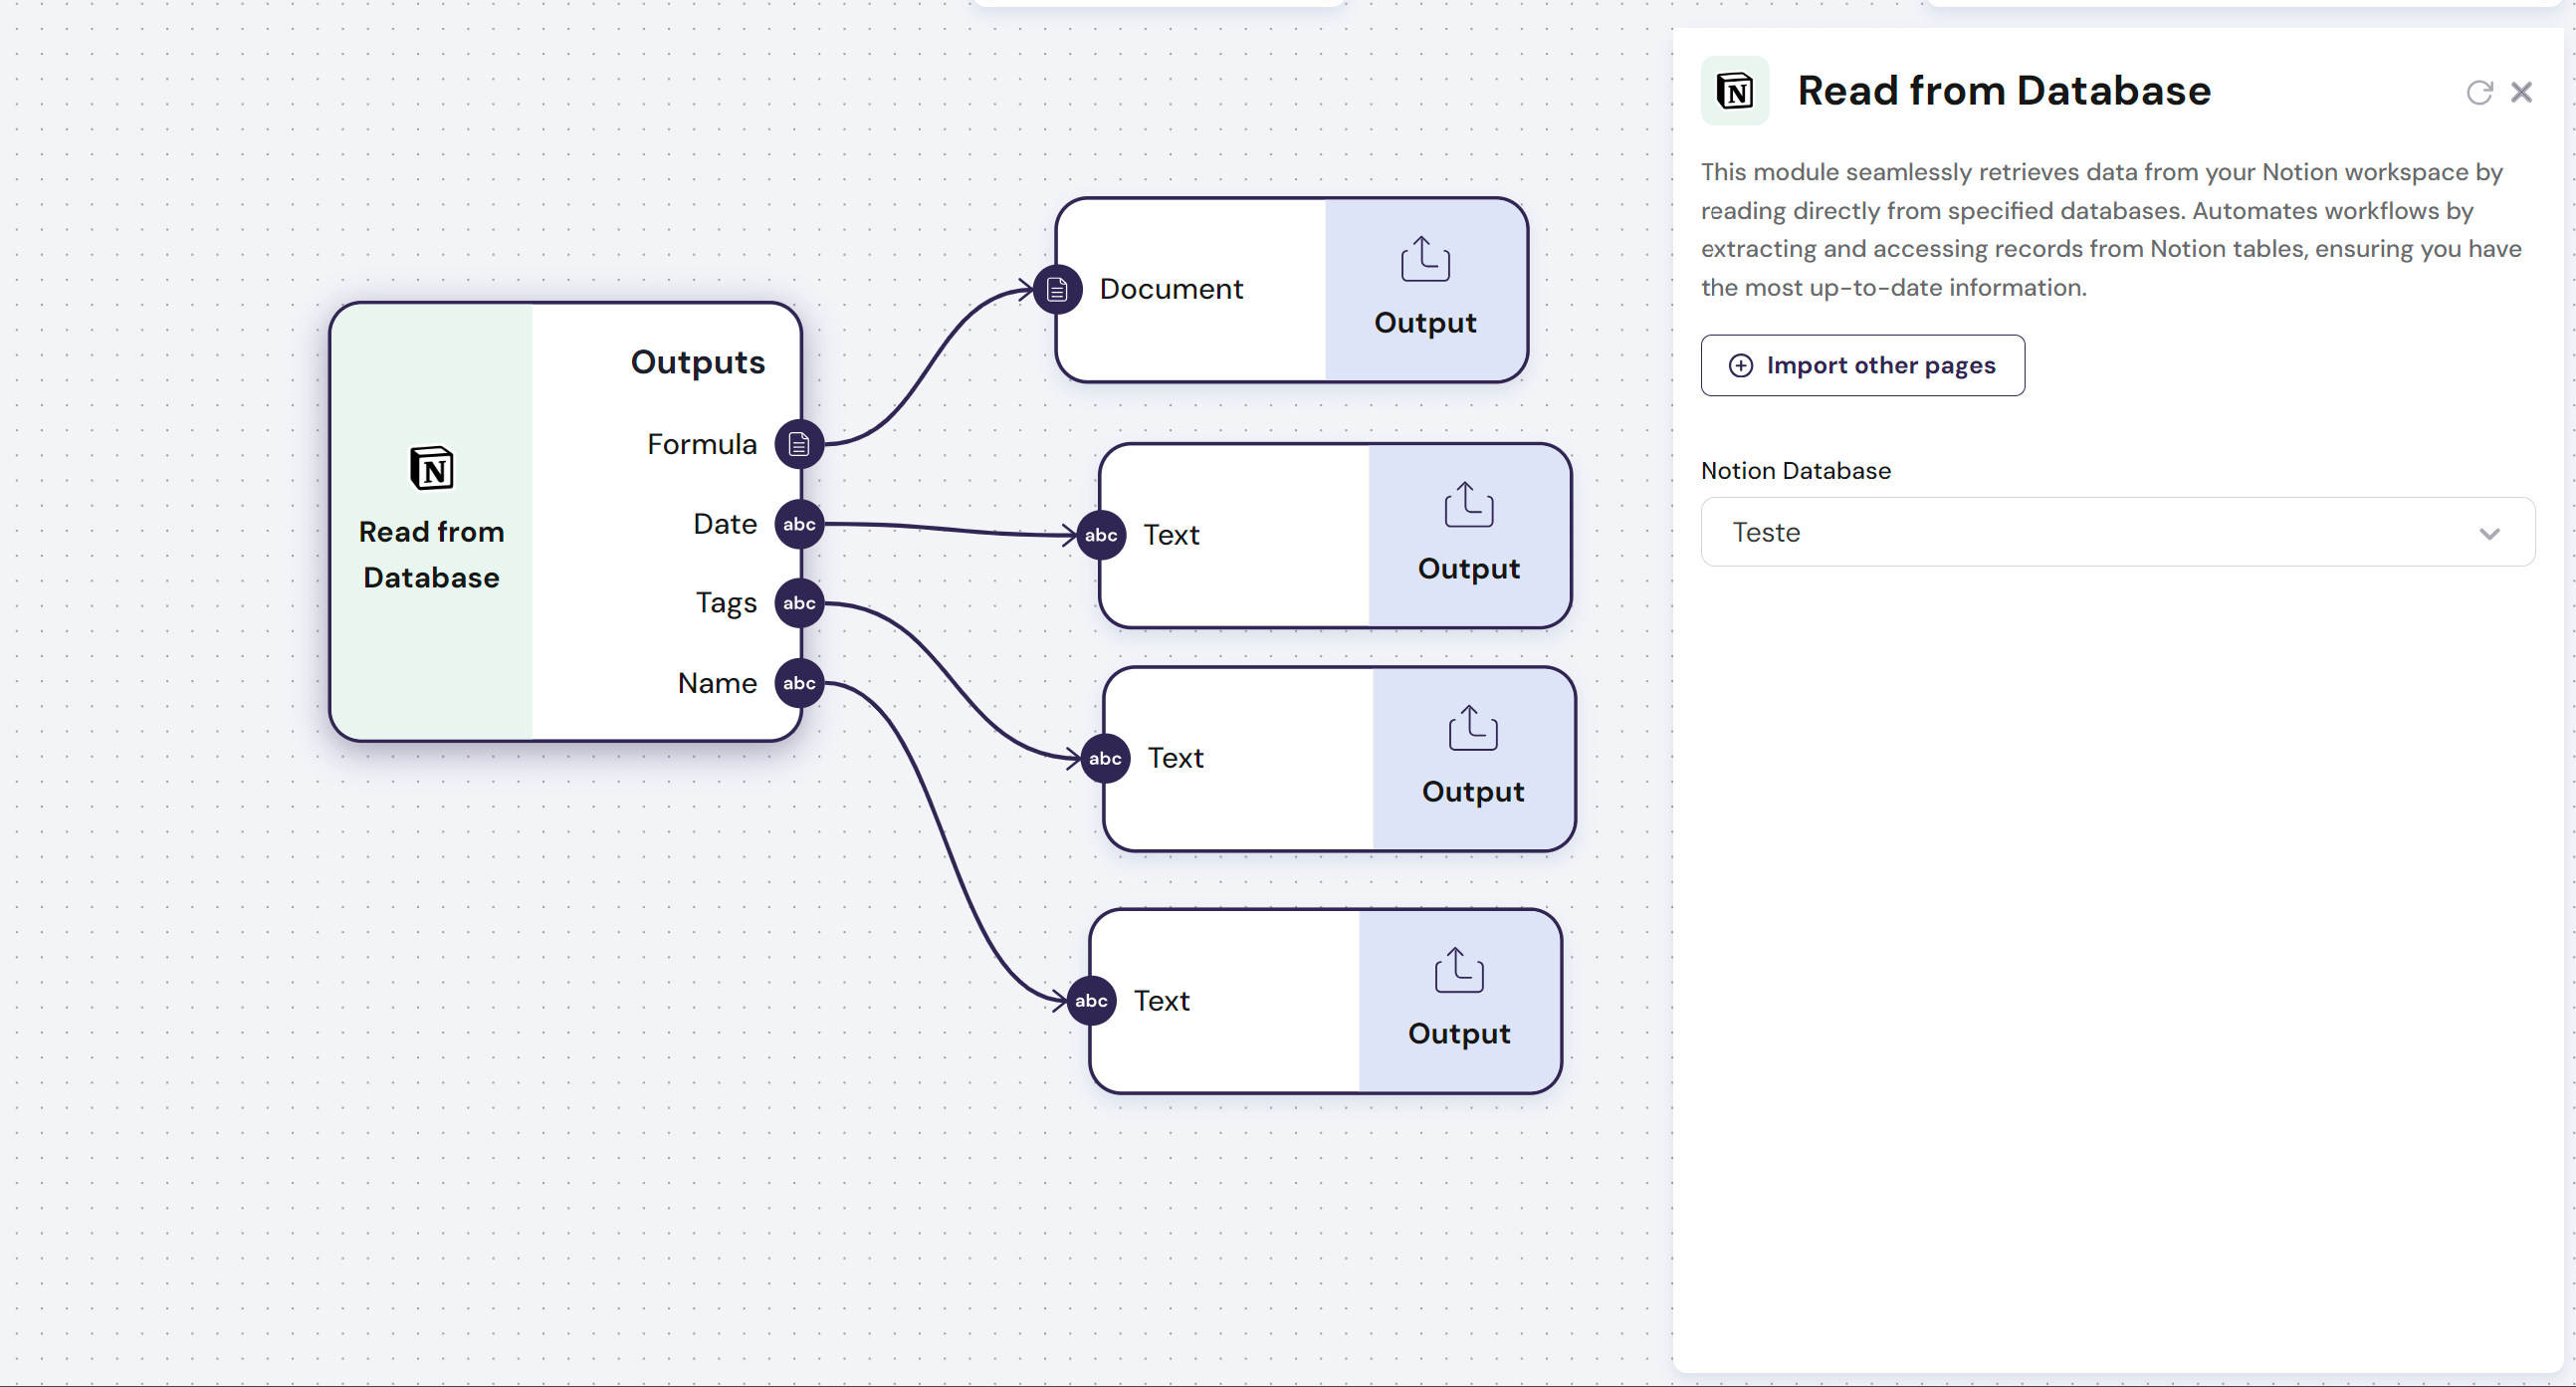 Read from
Database
Outputs
Formula
Date
abc
Tags
abc
Name
abc
Document
Output
abc
Text
Output
abc
Text
Output
abc
Text
Output
Read from Database
This module seamlessly retrieves data from your Notion workspace by
reading directly from specified databases. Automates workflows by
extracting and accessing records from Notion tables, ensuring you have
the most up-to-date information.
Import other pages
Notion Database
Teste